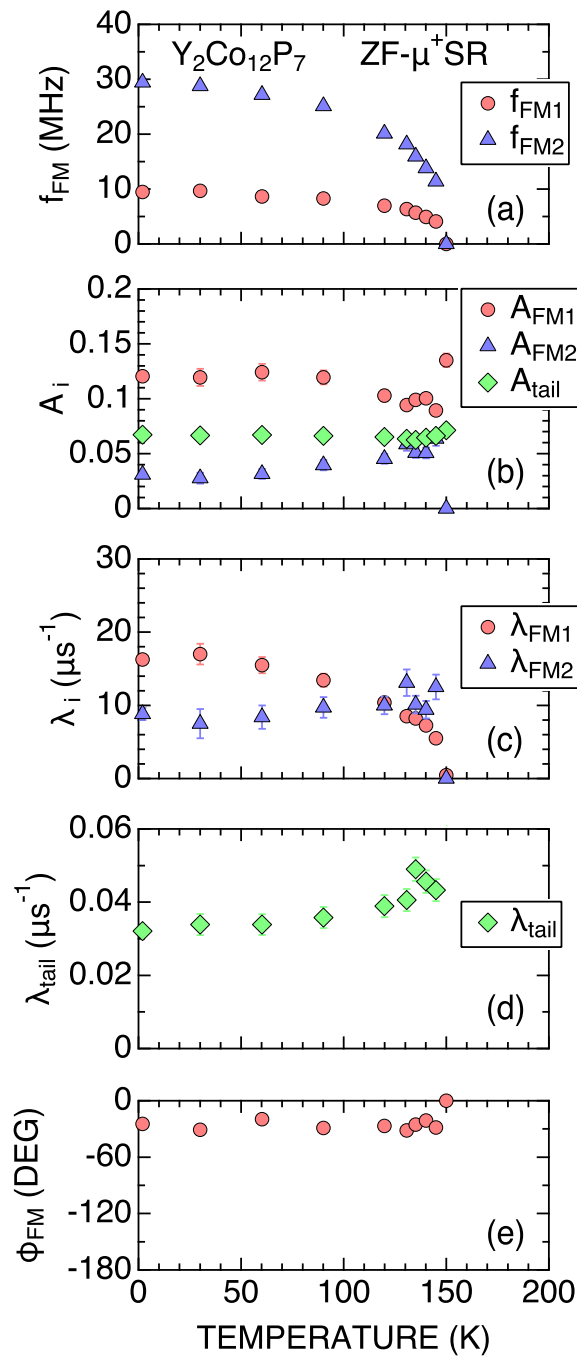 Y₂Co₁₂P₇ ZF-μ⁺SR
40
30
20
10
0
f_FM (MHz)
f_FM1
f_FM2
(a)
0.2
0.15
0.1
0.05
0
A_i
A_FM1
A_FM2
A_tail
(b)
30
20
10
0
λ_i (μs⁻¹)
λ_FM1
λ_FM2
(c)
0.06
0.04
0.02
0
λ_tail (μs⁻¹)
λ_tail
(d)
0
-60
-120
-180
ϕ_FM (DEG)
(e)
0 50 100 150 200
TEMPERATURE (K)